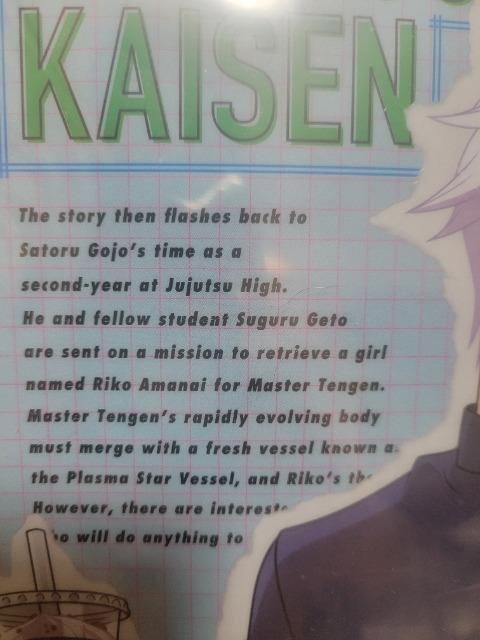 KAISEN
The story then flashes back to
Satoru Gojo's time as a
second-year at Jujutsu High.
He and fellow student Suguru Geto
are sent on a mission to retrieve a girl
named Riko Amanai for Master Tengen.
Master Tengen's rapidly evolving body
must merge with a fresh vessel known
the Plasma Star Vessel, and Riko's
However, there are
will do anything to